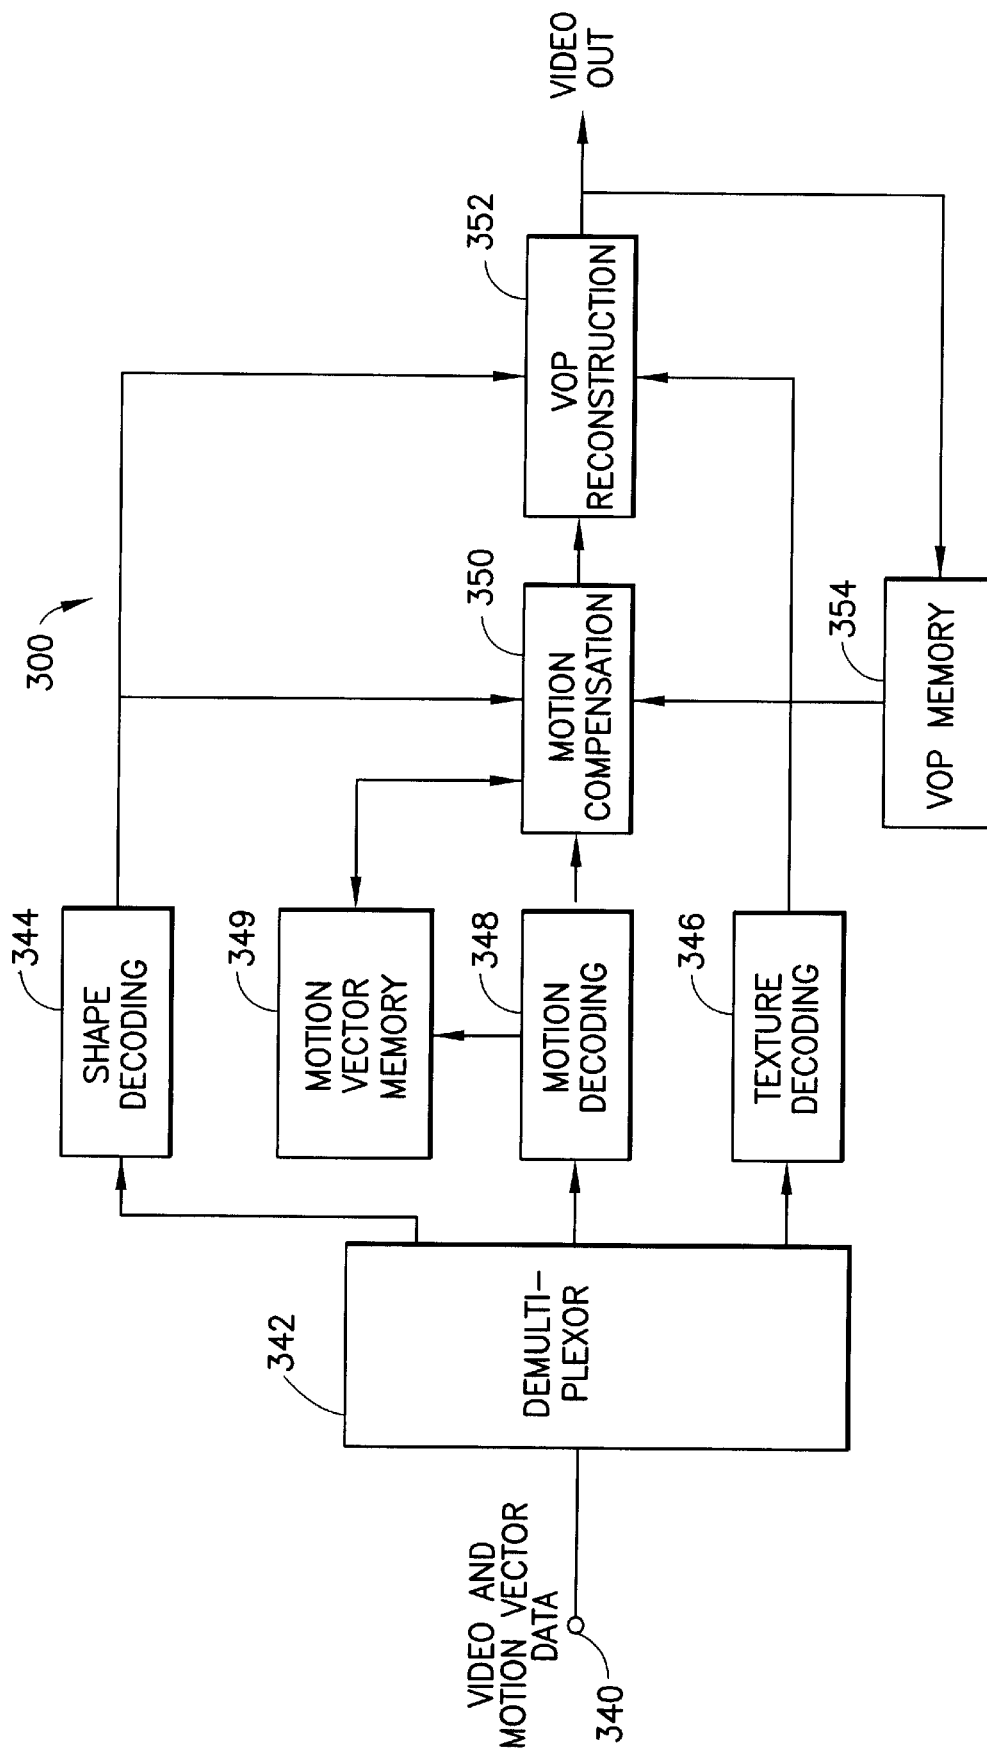 300
VIDEO AND
MOTION VECTOR
DATA
340
342
DEMULTI-
PLEXOR
344
SHAPE
DECODING
349
MOTION
VECTOR
MEMORY
348
MOTION
DECODING
346
TEXTURE
DECODING
350
MOTION
COMPENSATION
352
VOP
RECONSTRUCTION
354
VOP MEMORY
VIDEO
OUT